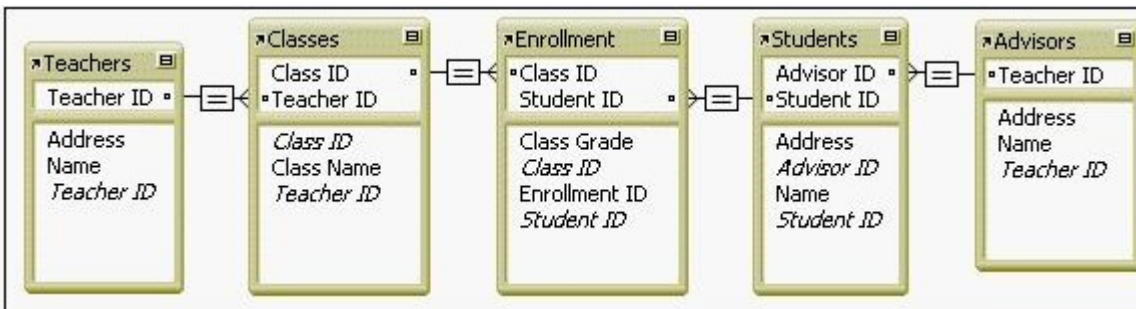 Teachers
Teacher ID
Address
Name
Teacher ID
Classes
Class ID
Teacher ID
Class ID
Class Name
Teacher ID
Enrollment
Class ID
Student ID
Class Grade
Class ID
Enrollment ID
Student ID
Students
Advisor ID
Student ID
Address
Advisor ID
Name
Student ID
Advisors
Teacher ID
Address
Name
Teacher ID